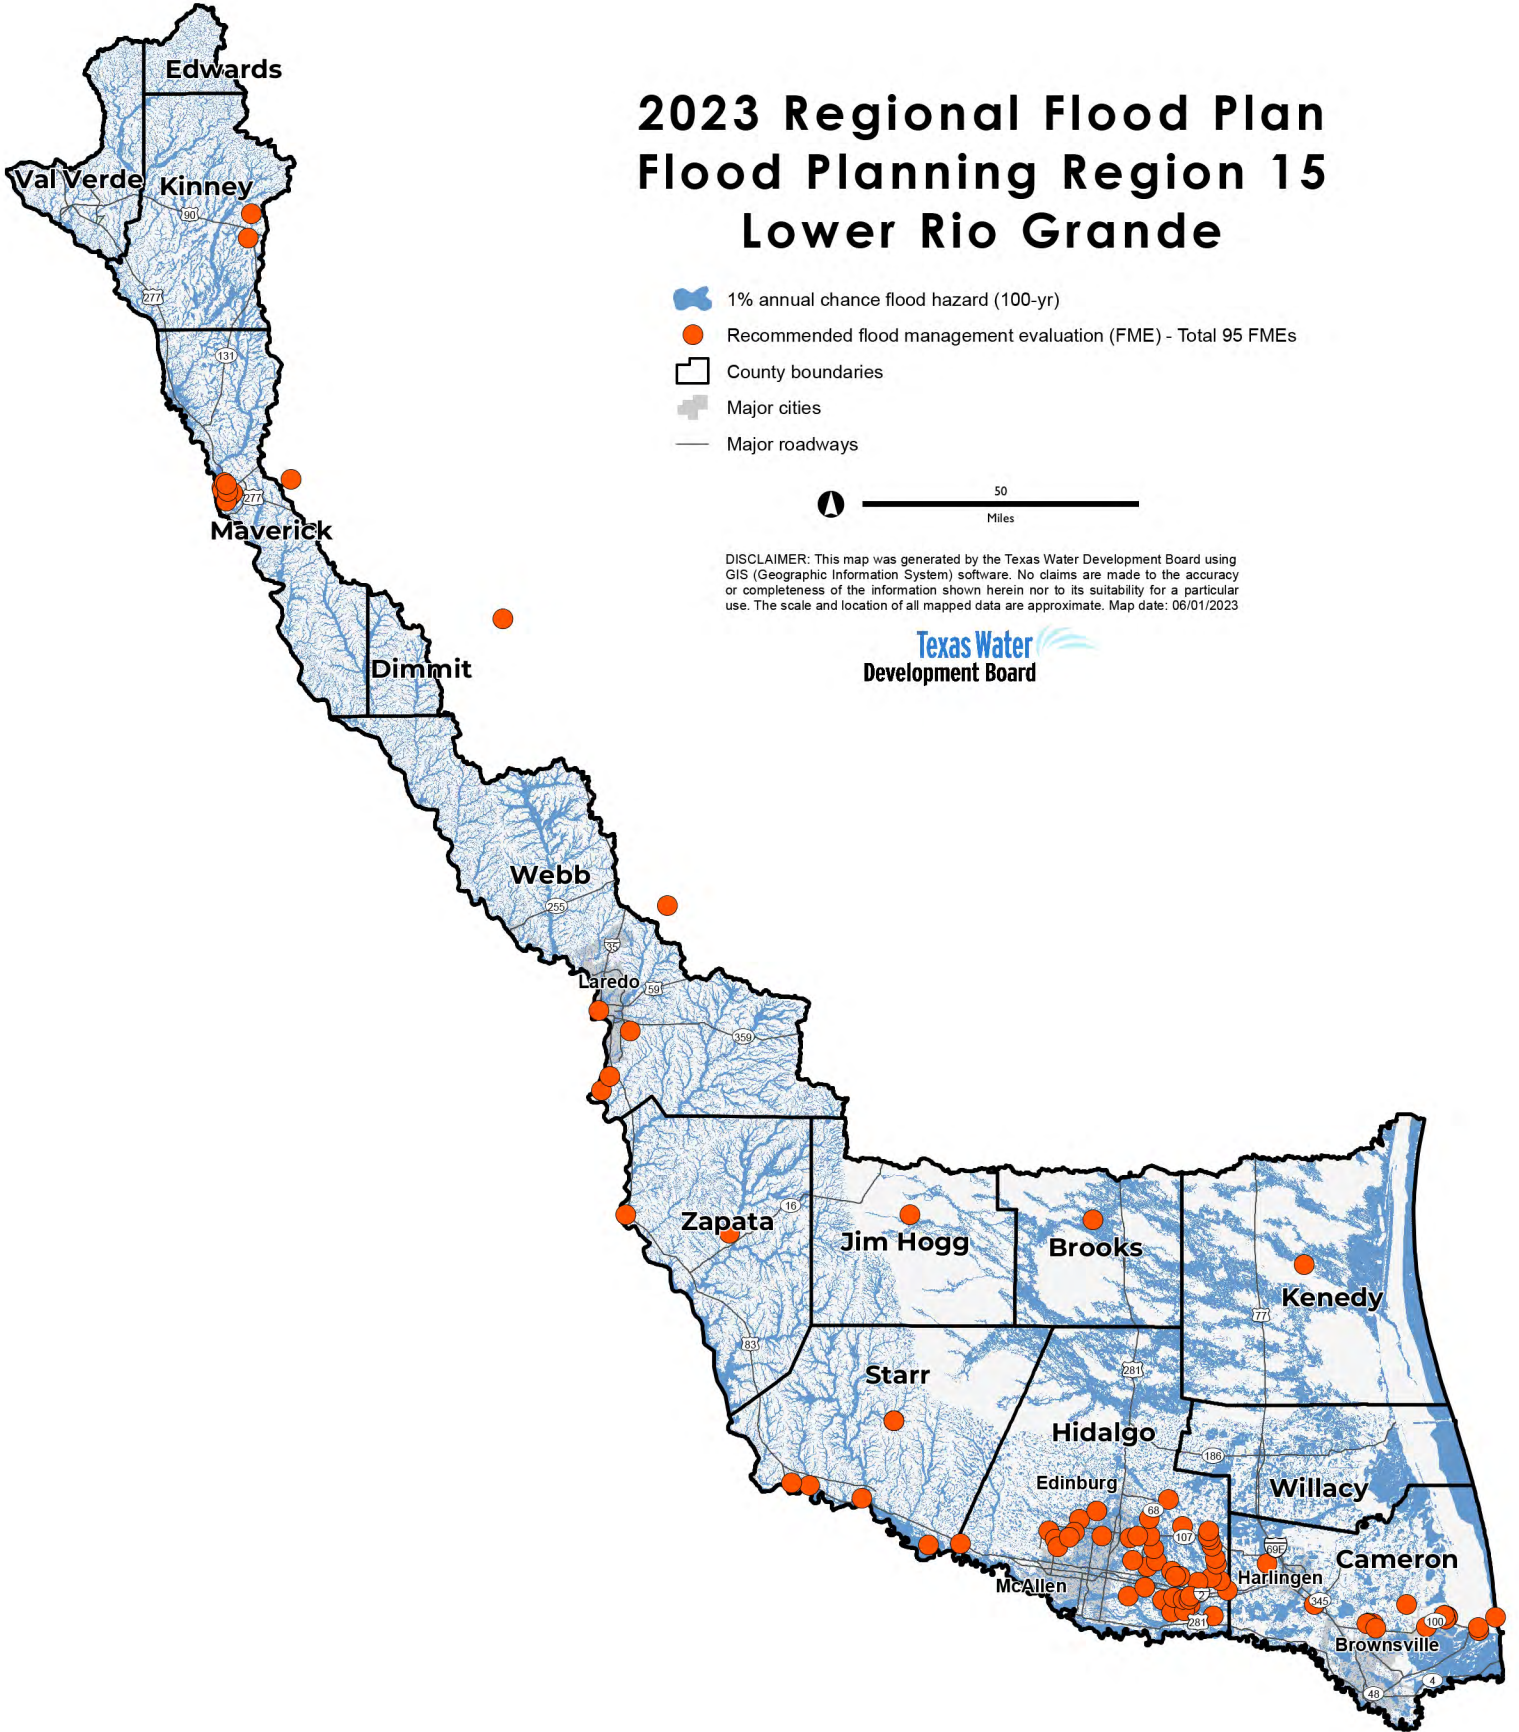 2023 Regional Flood Plan
Flood Planning Region 15
Lower Rio Grande
1% annual chance flood hazard (100-yr)
Recommended flood management evaluation (FME) - Total 95 FMEs
County boundaries
Major cities
Major roadways
50
Miles
DISCLAIMER: This map was generated by the Texas Water Development Board using
GIS (Geographic Information System) software. No claims are made to the accuracy
or completeness of the information shown herein nor to its suitability for a particular
use. The scale and location of all mapped data are approximate. Map date: 06/01/2023
Texas Water
Development Board
Edwards
Val Verde
Kinney
90
277
131
277
Maverick
Dimmit
Webb
255
35
Laredo
59
359
Zapata
16
Jim Hogg
Brooks
Kenedy
77
83
Starr
281
Hidalgo
186
Edinburg
Willacy
68
107
69E
Cameron
McAllen
Harlingen
2
345
281
100
Brownsville
4
48